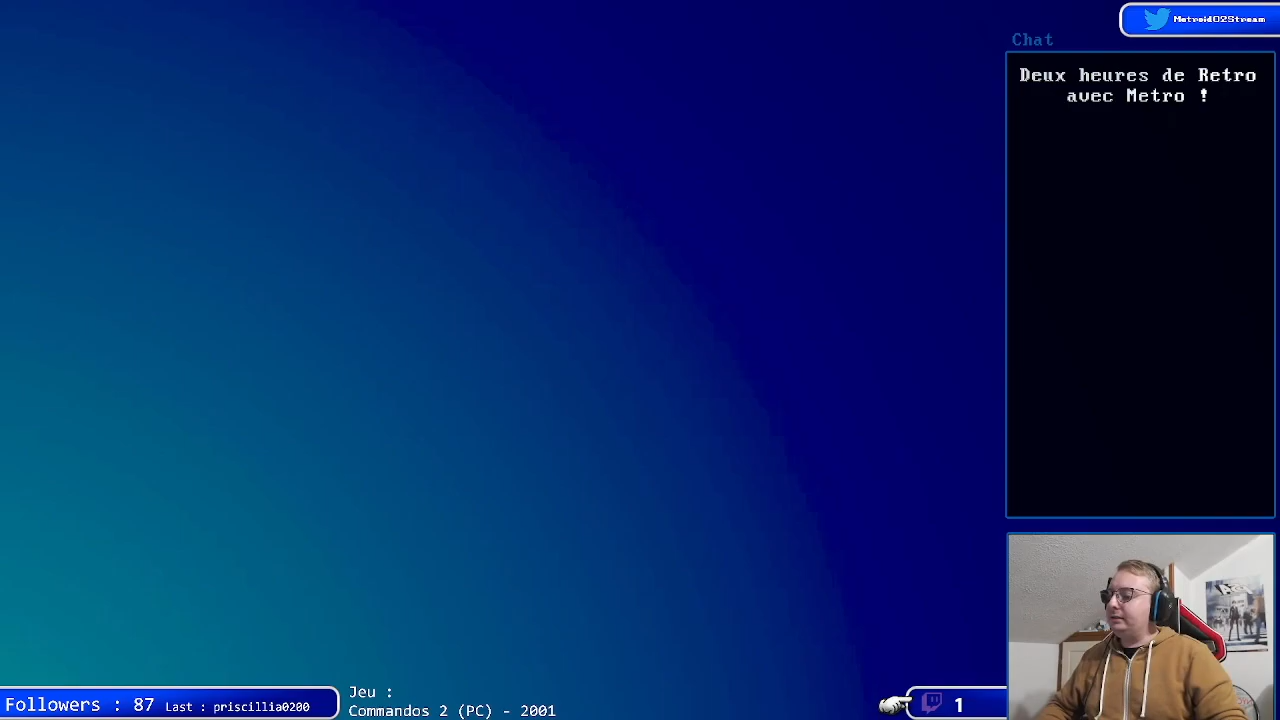 Metroid02Stream
Chat
Deux heures de Retro
avec Metro !
Followers : 87 Last : priscillia0200
Jeu :
Commandos 2 (PC) - 2001
1